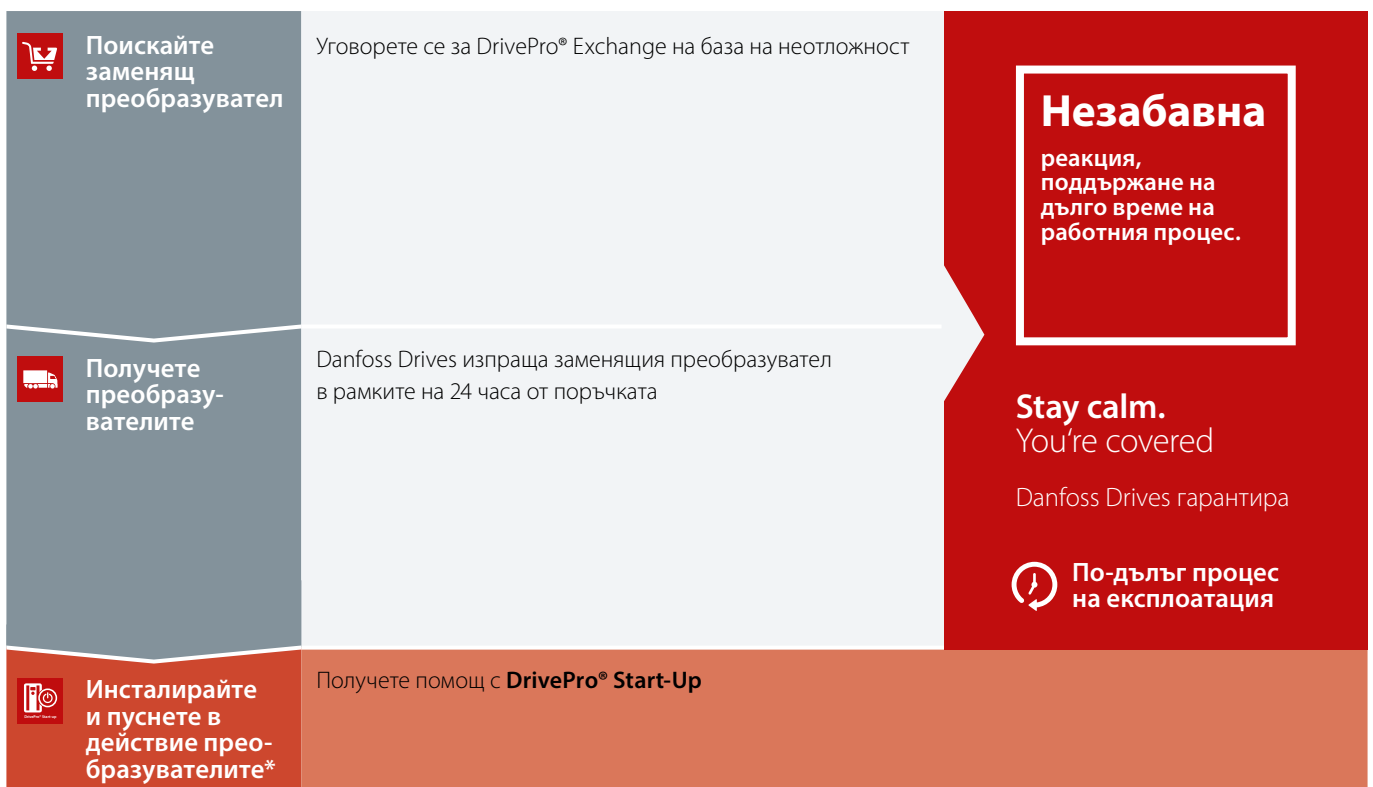 Поискайте
заменящ
преобразувател
Уговорете се за DrivePro® Exchange на база на неотложност
Получете
преобразу-
вателите
Danfoss Drives изпраща заменящия преобразувател
в рамките на 24 часа от поръчката
Инсталирайте
и пуснете в
действие прео-
бразувателите*
DrivePro® Start-up
Получете помощ с DrivePro® Start-Up
Незабавна
реакция,
поддържане на
дълго време на
работния процес.
Stay calm.
You‘re covered
Danfoss Drives гарантира
По-дълъг процес
на експлоатация